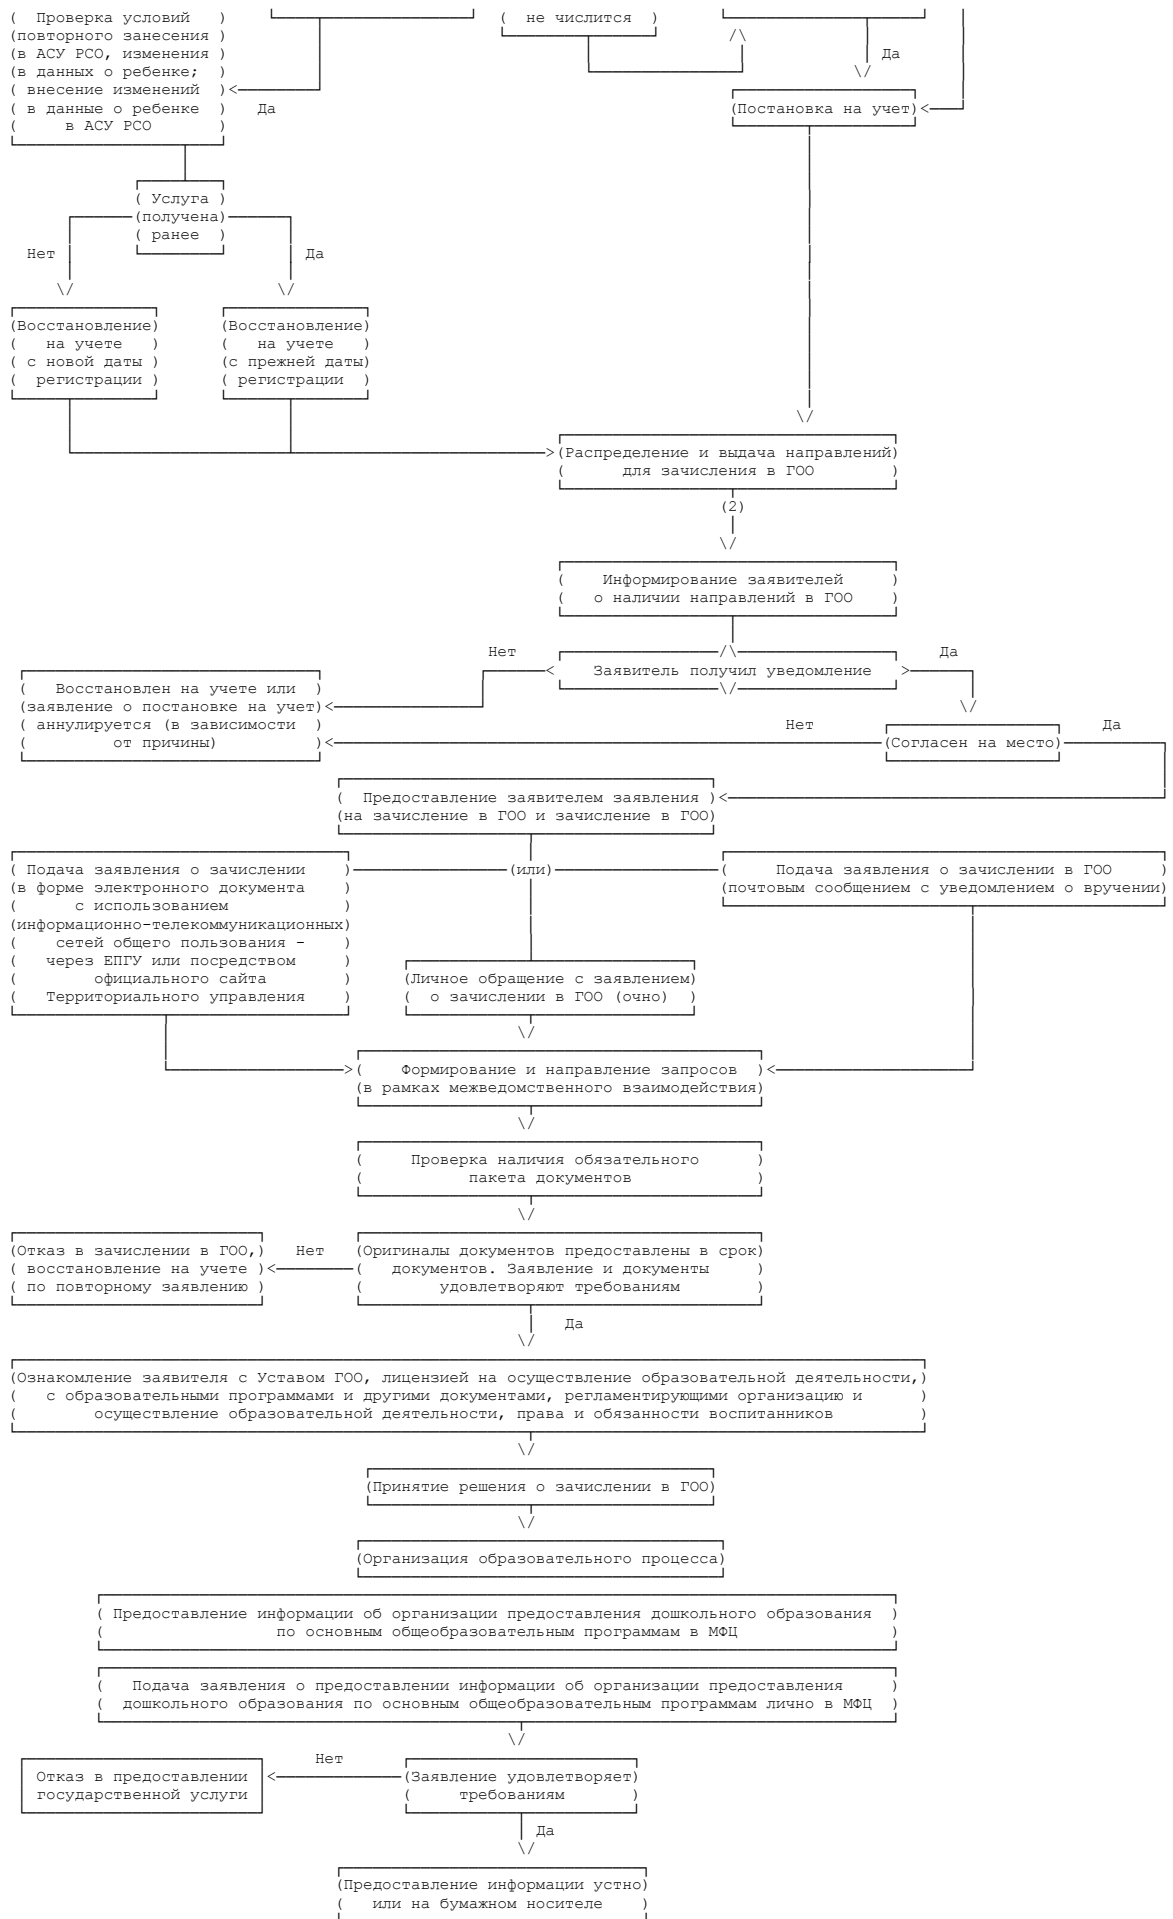 ( Проверка условий )
(повторного занесения )
(в АСУ РСО, изменения )
(в данных о ребенке; )
( внесение изменений )<
( в данные о ребенке
( в АСУ РСО )
Да
( не числится )
/\
Да
\/
(Постановка на учет)<
( Услуга )
(получена)
( ранее )
Нет
Да
\/ \/
(Восстановление)
( на учете )
( с новой даты )
( регистрации )
(Восстановление)
( на учете )
(с прежней даты)
( регистрации )
\/
>(Распределение и выдача направлений)
( для зачисления в ГОО )
(2)
\/
( Информирование заявителей )
( о наличии направлений в ГОО )
Нет /\ Да
< Заявитель получил уведомление >
\/
( Восстановлен на учете или )
(заявление о постановке на учет)<
( аннулируется (в зависимости )
( от причины) )<
\/
Нет Да
(Согласен на место)
( Предоставление заявителем заявления )<
(на зачисление в ГОО и зачисление в ГОО)
( Подача заявления о зачислении )
(в форме электронного документа )
( с использованием )
(информационно-телекоммуникационных)
( сетей общего пользования - )
( через ЕПГУ или посредством )
( официального сайта )
( Территориального управления )
(или)
( Подача заявления о зачислении в ГОО )
(почтовым сообщением с уведомлением о вручении)
(Личное обращение с заявлением)
( о зачислении в ГОО (очно) )
\/
>( Формирование и направление запросов )<
(в рамках межведомственного взаимодействия)
\/
( Проверка наличия обязательного )
( пакета документов )
\/
(Отказ в зачислении в ГОО,)
( восстановление на учете )<
( по повторному заявлению )
Нет
(Оригиналы документов предоставлены в срок)
( документов. Заявление и документы )
( удовлетворяют требованиям )
Да
\/
(Ознакомление заявителя с Уставом ГОО, лицензией на осуществление образовательной деятельности,)
( с образовательными программами и другими документами, регламентирующими организацию и )
( осуществление образовательной деятельности, права и обязанности воспитанников )
\/
(Принятие решения о зачислении в ГОО)
\/
(Организация образовательного процесса)
( Предоставление информации об организации предоставления дошкольного образования )
( по основным общеобразовательным программам в МФЦ )
( Подача заявления о предоставлении информации об организации предоставления )
( дошкольного образования по основным общеобразовательным программам лично в МФЦ )
\/
Отказ в предоставлении
государственной услуги
<
Нет
(Заявление удовлетворяет)
( требованиям )
Да
\/
(Предоставление информации устно)
( или на бумажном носителе )